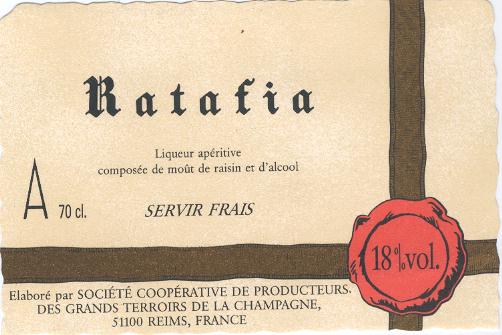 Ratafia
Liqueur apéritive
composée de moût de raisin et d'alcool
A 70 cl.
SERVIR FRAIS
18%vol.
Elaboré par SOCIÉTÉ COOPÉRATIVE DE PRODUCTEURS.
DES GRANDS TERROIRS DE LA CHAMPAGNE,
51100 REIMS, FRANCE